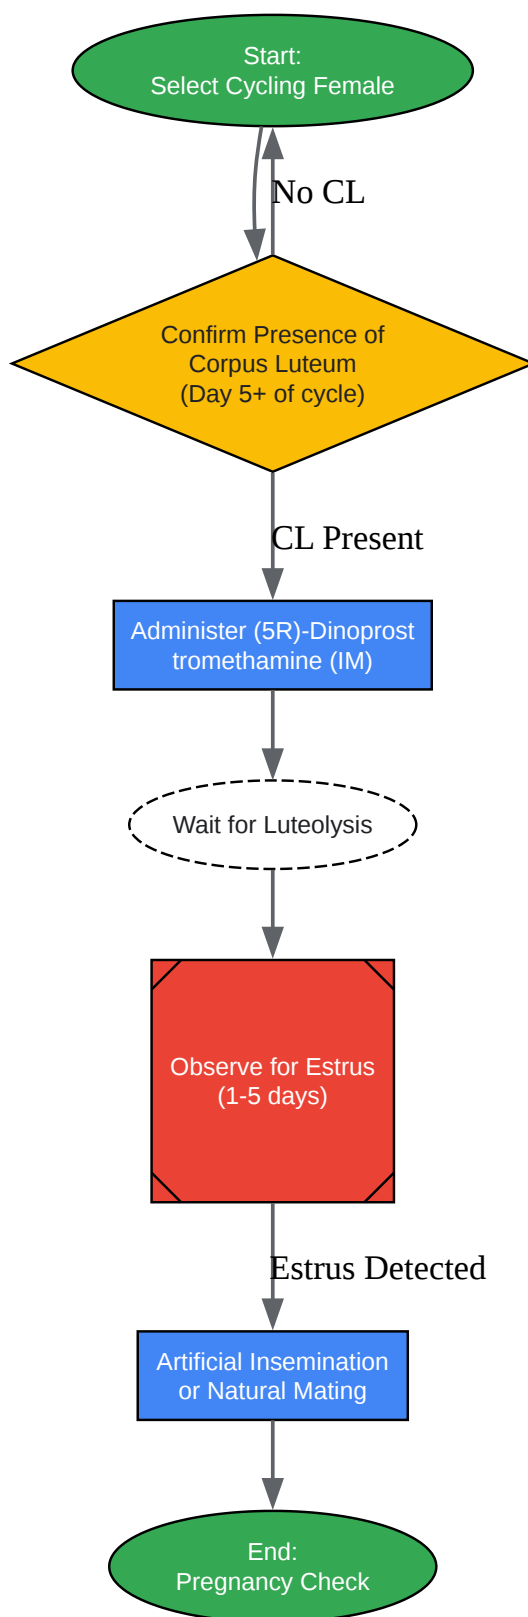 Start:
Select Cycling Female
No CL
Confirm Presence of
Corpus Luteum
(Day 5+ of cycle)
CL Present
Administer (5R)-Dinoprost
tromethamine (IM)
Wait for Luteolysis
Observe for Estrus
(1-5 days)
Estrus Detected
Artificial Insemination
or Natural Mating
End:
Pregnancy Check